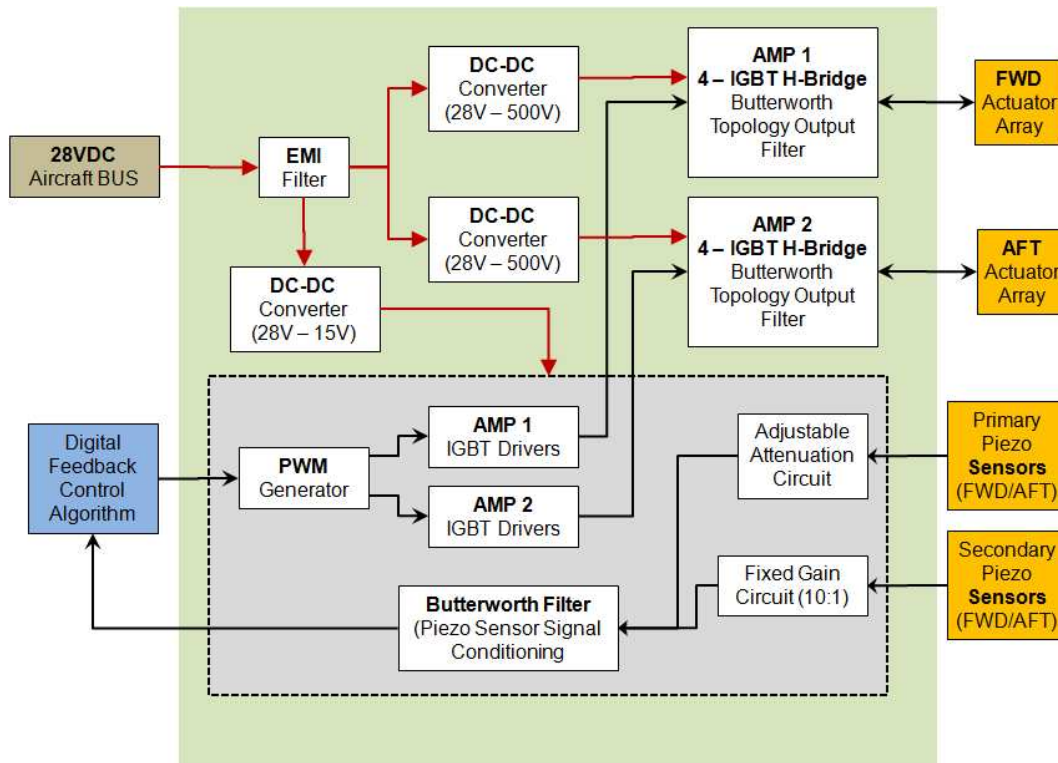 DC-DC
Converter
(28V – 500V)
AMP 1
4 – IGBT H-Bridge
Butterworth
Topology Output
Filter
FWD
Actuator
Array
28VDC
Aircraft BUS
EMI
Filter
DC-DC
Converter
(28V – 500V)
AMP 2
4 – IGBT H-Bridge
Butterworth
Topology Output
Filter
AFT
Actuator
Array
DC-DC
Converter
(28V – 15V)
Digital
Feedback
Control
Algorithm
PWM
Generator
AMP 1
IGBT Drivers
AMP 2
IGBT Drivers
Adjustable
Attenuation
Circuit
Primary
Piezo
Sensors
(FWD/AFT)
Butterworth Filter
(Piezo Sensor Signal
Conditioning
Fixed Gain
Circuit (10:1)
Secondary
Piezo
Sensors
(FWD/AFT)